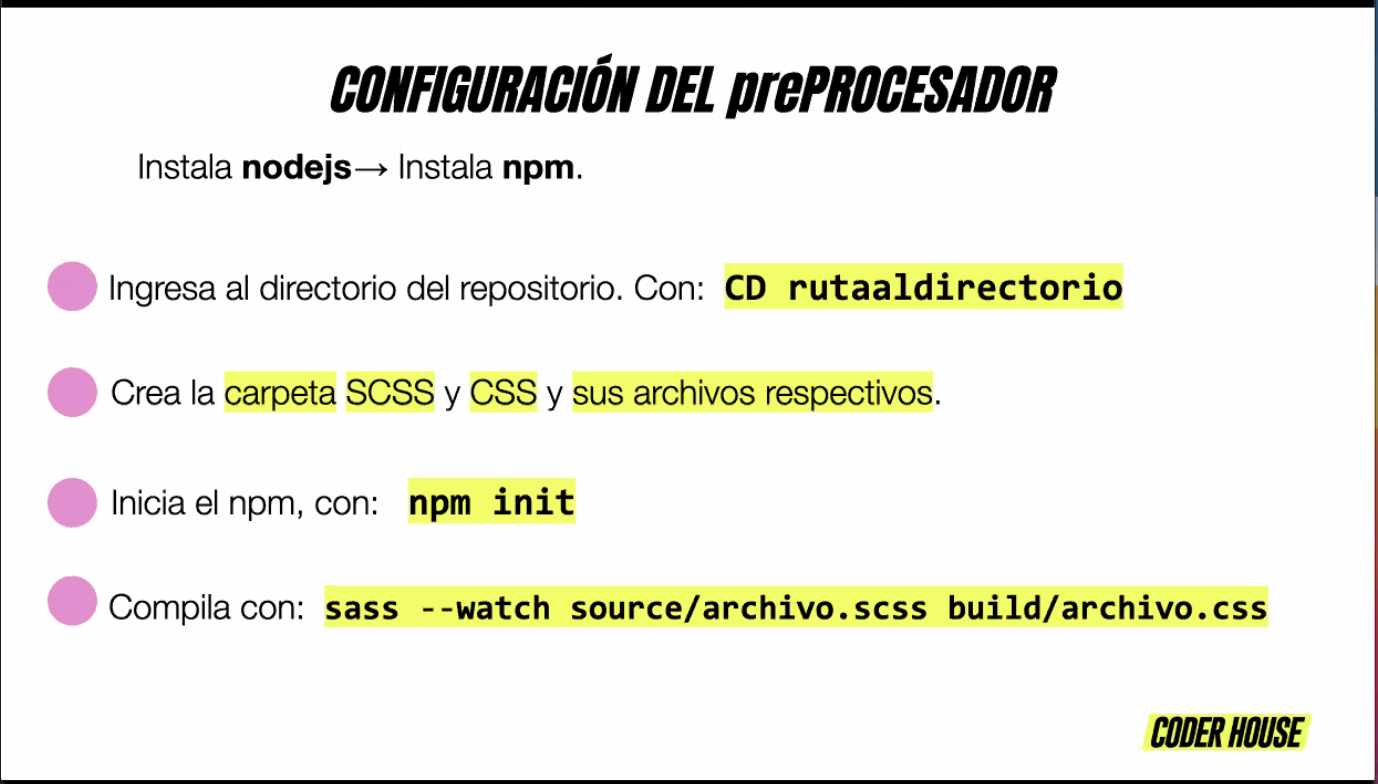 CONFIGURACIÓN DEL prePROCESADOR
Instala nodejs→ Instala npm.
Ingresa al directorio del repositorio. Con: CD rutaaldirectorio
Crea la carpeta SCSS y CSS y sus archivos respectivos.
Inicia el npm, con: npm init
Compila con: sass --watch source/archivo.scss build/archivo.css
CODER HOUSE